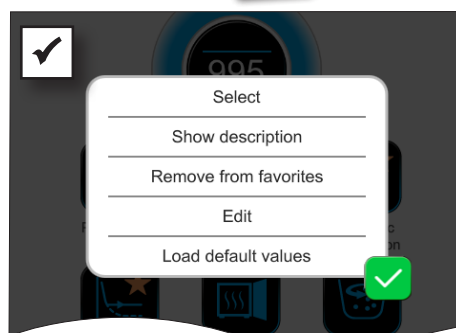 995
Select
Show description
Remove from favorites
Edit
Load default values